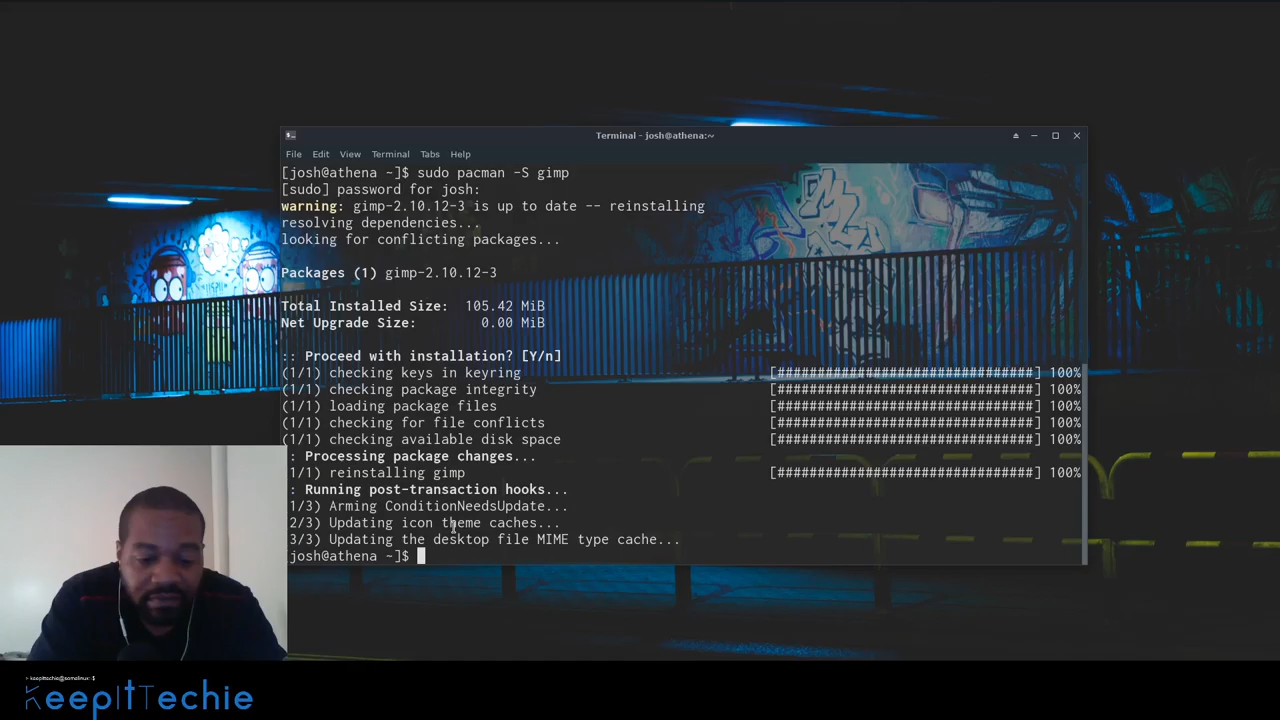 Terminal - josh@athena:~
File Edit View Terminal Tabs Help
[josh@athena ~]$ sudo pacman -S gimp
[sudo] password for josh:
warning: gimp-2.10.12-3 is up to date -- reinstalling
resolving dependencies...
looking for conflicting packages...
Packages (1) gimp-2.10.12-3
Total Installed Size: 105.42 MiB
Net Upgrade Size: 0.00 MiB
:: Proceed with installation? [Y/n]
(1/1) checking keys in keyring [################################] 100%
(1/1) checking package integrity [################################] 100%
(1/1) loading package files [################################] 100%
(1/1) checking for file conflicts [################################] 100%
(1/1) checking available disk space [################################] 100%
: Processing package changes...
1/1) reinstalling gimp [################################] 100%
: Running post-transaction hooks...
1/3) Arming ConditionNeedsUpdate...
2/3) Updating icon theme caches...
3/3) Updating the desktop file MIME type cache...
josh@athena ~]$
> keepittechie@somelinux: $
KeepItTechie